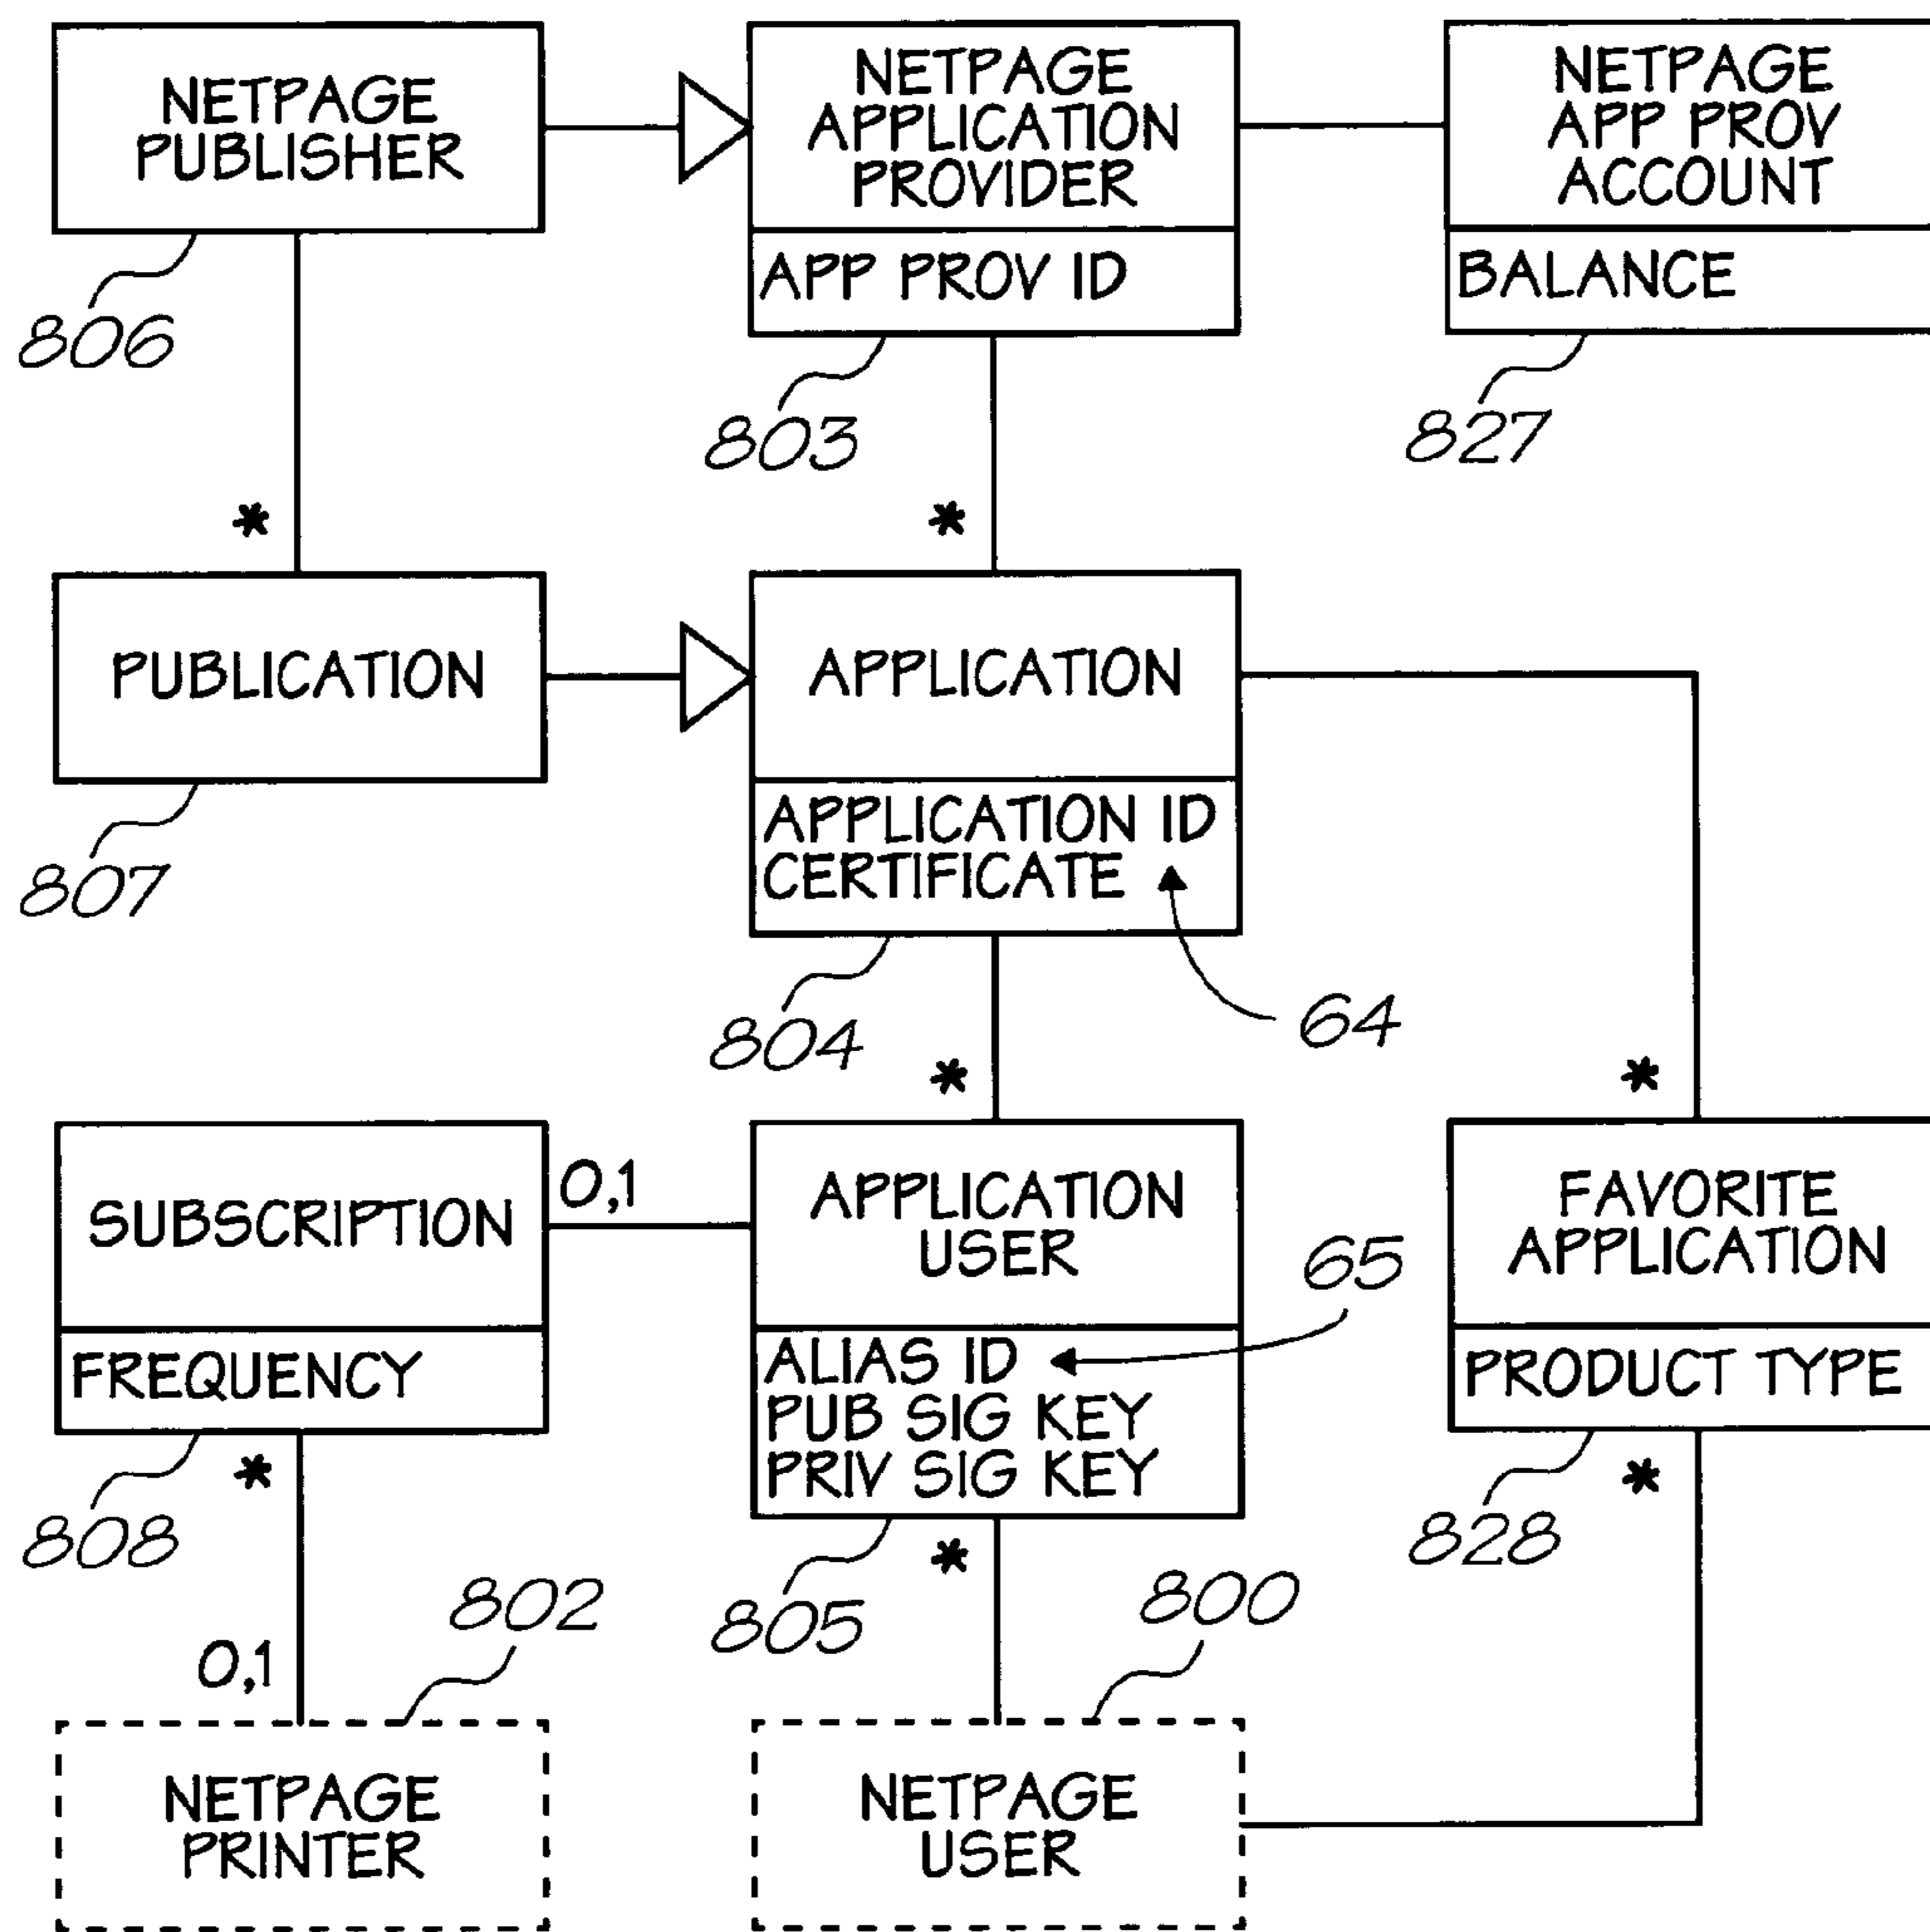 NETPAGE
PUBLISHER
NETPAGE
APPLICATION
PROVIDER
APP PROV ID
NETPAGE
APP PROV
ACCOUNT
BALANCE
806
803
827
*
*
PUBLICATION
APPLICATION
APPLICATION ID
CERTIFICATE
807
804
64
*
*
SUBSCRIPTION
FREQUENCY
0,1
APPLICATION
USER
ALIAS ID
PUB SIG KEY
PRIV SIG KEY
65
FAVORITE
APPLICATION
PRODUCT TYPE
808
*
805
*
828
*
802
800
0,1
NETPAGE
PRINTER
NETPAGE
USER